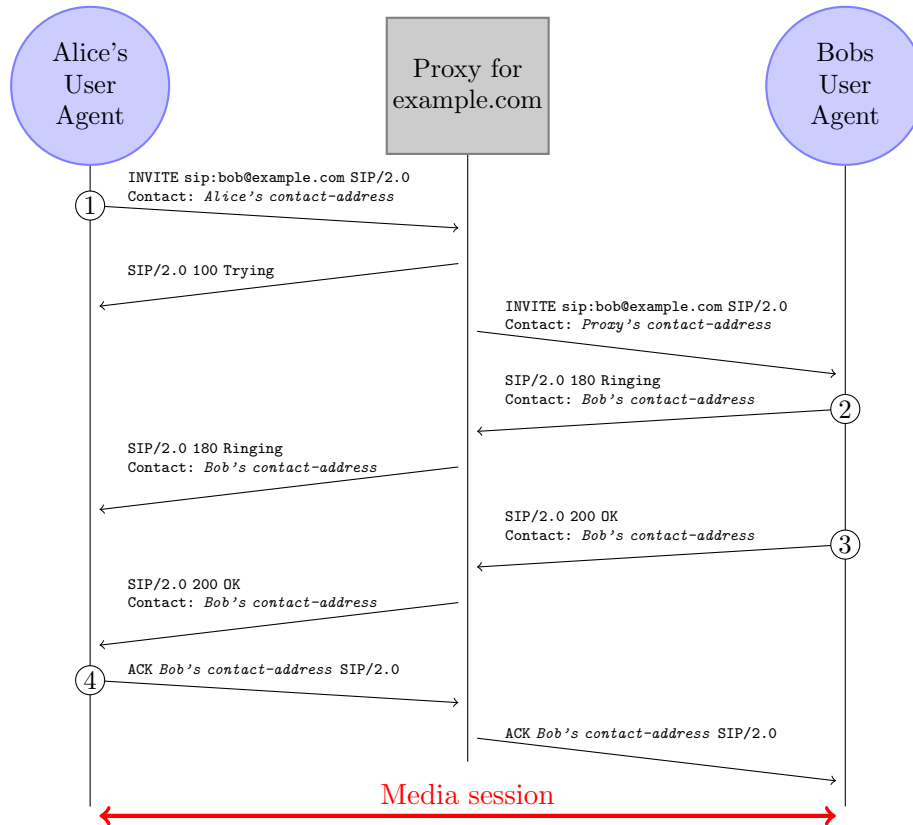 Alice's
User
Agent
Proxy for
example.com
Bobs
User
Agent
INVITE sip:bob@example.com SIP/2.0
Contact: Alice's contact-address
1
SIP/2.0 100 Trying
INVITE sip:bob@example.com SIP/2.0
Contact: Proxy's contact-address
SIP/2.0 180 Ringing
Contact: Bob's contact-address
2
SIP/2.0 180 Ringing
Contact: Bob's contact-address
SIP/2.0 200 OK
Contact: Bob's contact-address
3
SIP/2.0 200 OK
Contact: Bob's contact-address
4
ACK Bob's contact-address SIP/2.0
ACK Bob's contact-address SIP/2.0
Media session